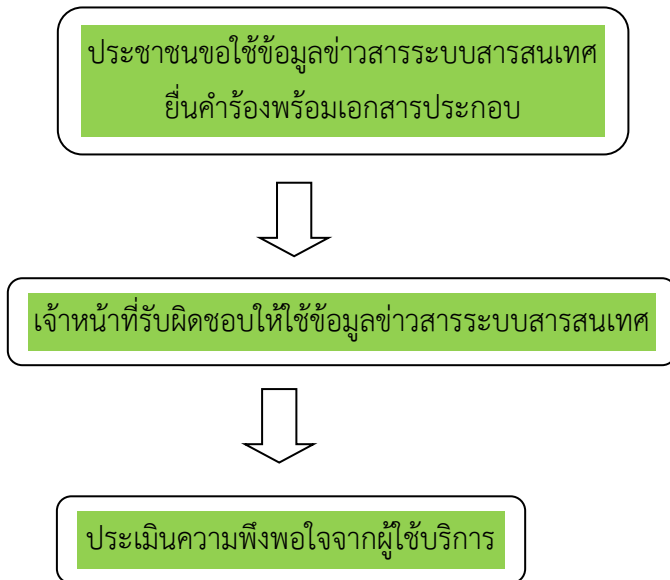 ประชาชนขอใช้ข้อมูลข่าวสารระบบสารสนเทศ
ยื่นคำร้องพร้อมเอกสารประกอบ
เจ้าหน้าที่รับผิดชอบให้ใช้ข้อมูลข่าวสารระบบสารสนเทศ
ประเมินความพึงพอใจจากผู้ใช้บริการ